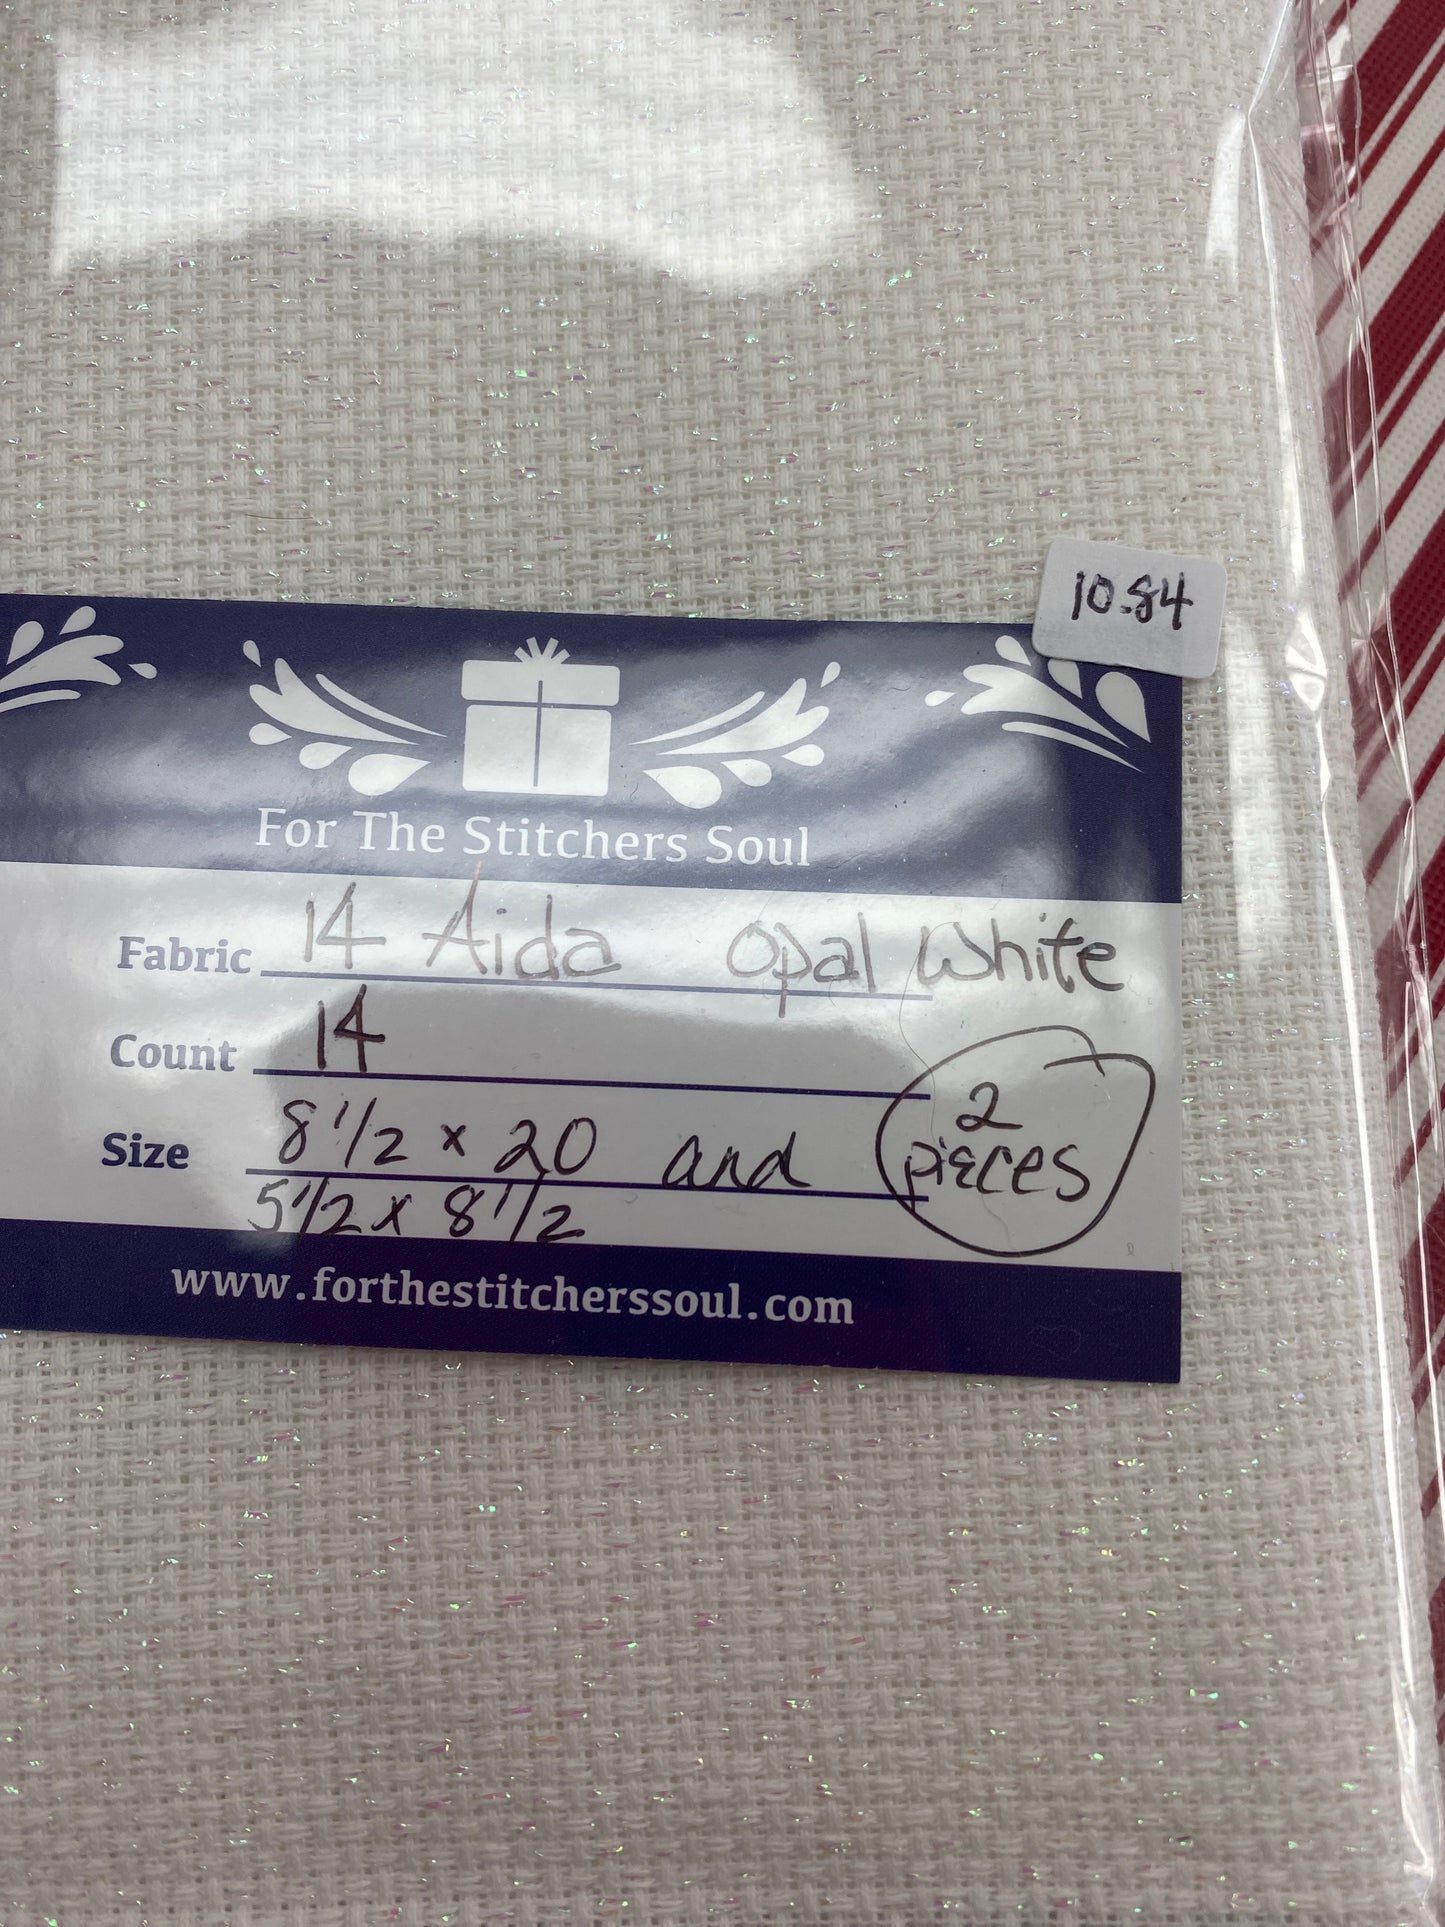 10.84
For The Stitchers Soul
Fabric 14 Aida Opal White
Count 14
Size 8 1/2 x 20 and
5 1/2 x 8 1/2
2
pieces
www.forthestitcherssoul.com